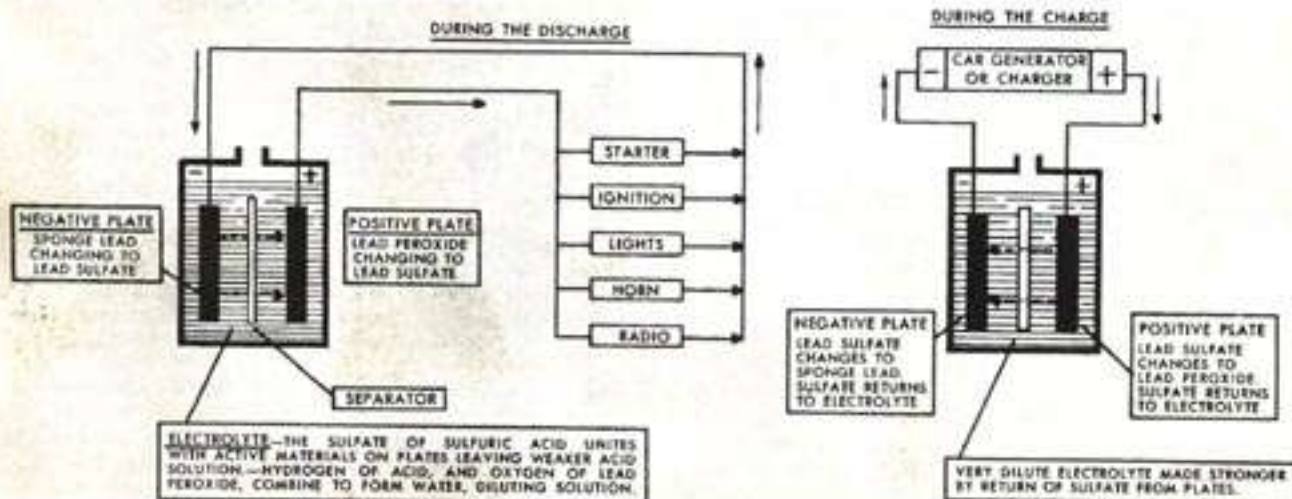 DURING THE DISCHARGE
-
+
NEGATIVE PLATE
SPONGE LEAD
CHANGING TO
LEAD SULFATE
POSITIVE PLATE
LEAD PEROXIDE
CHANGING TO
LEAD SULFATE
STARTER
IGNITION
LIGHTS
HORN
RADIO
SEPARATOR
ELECTROLYTE—THE SULFATE OF SULFURIC ACID UNITES
WITH ACTIVE MATERIALS ON PLATES LEAVING WEAKER ACID
SOLUTION.—HYDROGEN OF ACID, AND OXYGEN OF LEAD
PEROXIDE, COMBINE TO FORM WATER, DILUTING SOLUTION.
DURING THE CHARGE
-
CAR GENERATOR
OR CHARGER
+
-
+
NEGATIVE PLATE
LEAD SULFATE
CHANGES TO
SPONGE LEAD.
SULFATE RETURNS
TO ELECTROLYTE
POSITIVE PLATE
LEAD SULFATE
CHANGES TO
LEAD PEROXIDE.
SULFATE RETURNS
TO ELECTROLYTE
VERY DILUTE ELECTROLYTE MADE STRONGER
BY RETURN OF SULFATE FROM PLATES.